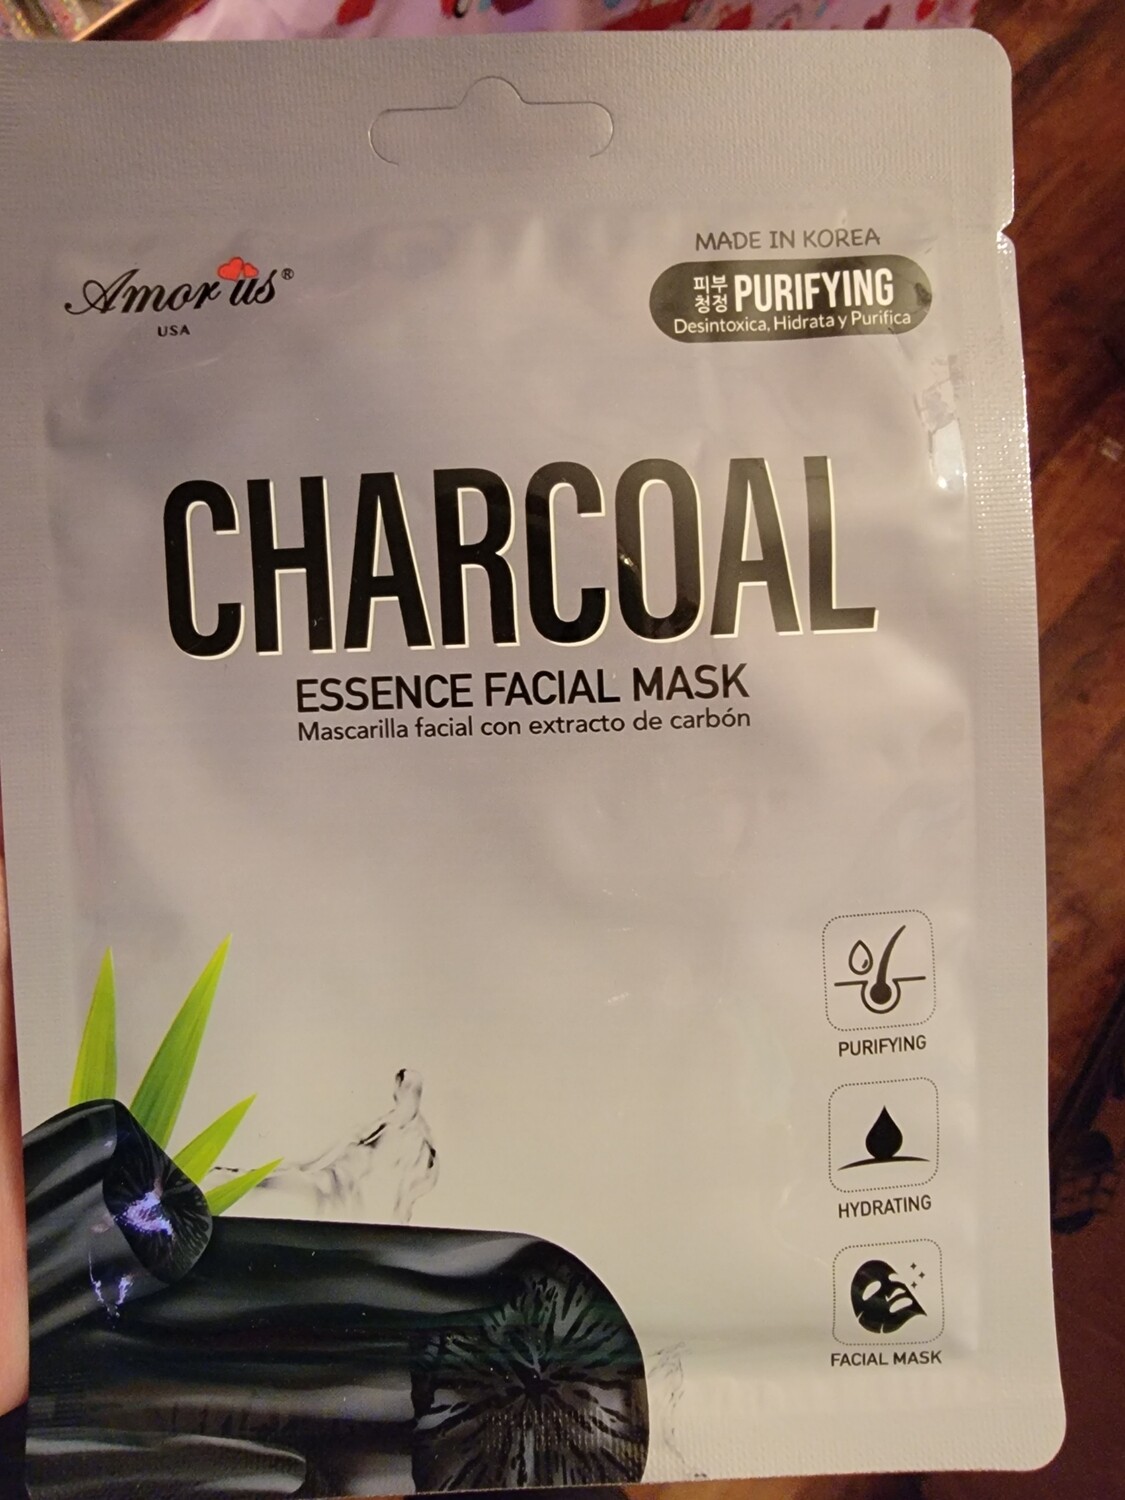 MADE IN KOREA
Amor us®
USA
피부
청정
PURIFYING
Desintoxica, Hidrata y Purifica
CHARCOAL
ESSENCE FACIAL MASK
Mascarilla facial con extracto de carbón
PURIFYING
HYDRATING
FACIAL MASK